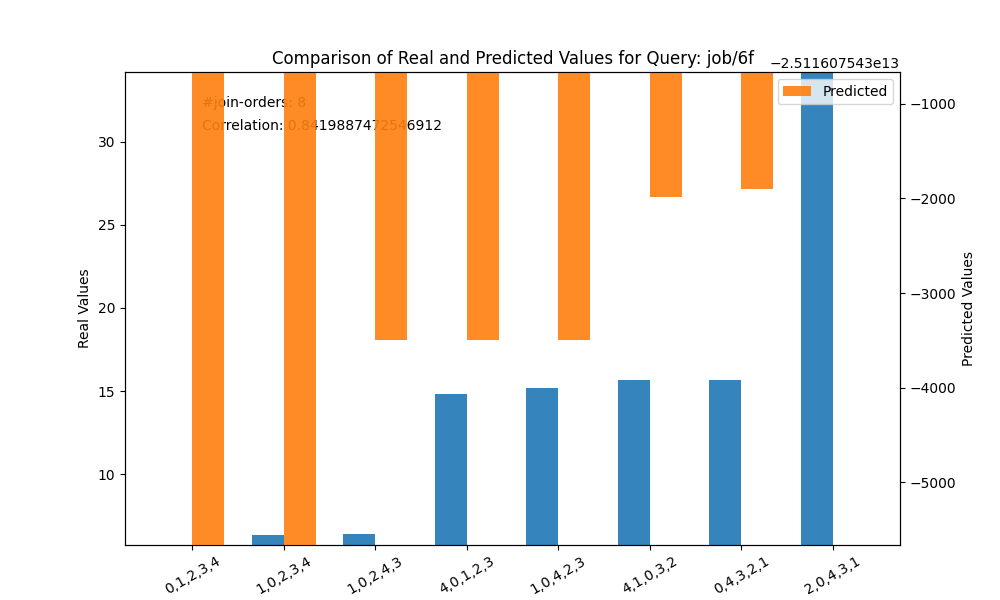 Comparison of Real and Predicted Values for Query: job/6f
−2.511607543e13
Predicted
#join-orders: 8
Correlation: 0.8419887472546912
Real Values
30
25
20
15
10
Predicted Values
−1000
−2000
−3000
−4000
−5000
0,1,2,3,4
1,0,2,3,4
1,0,2,4,3
4,0,1,2,3
1,0,4,2,3
4,1,0,3,2
0,4,3,2,1
2,0,4,3,1